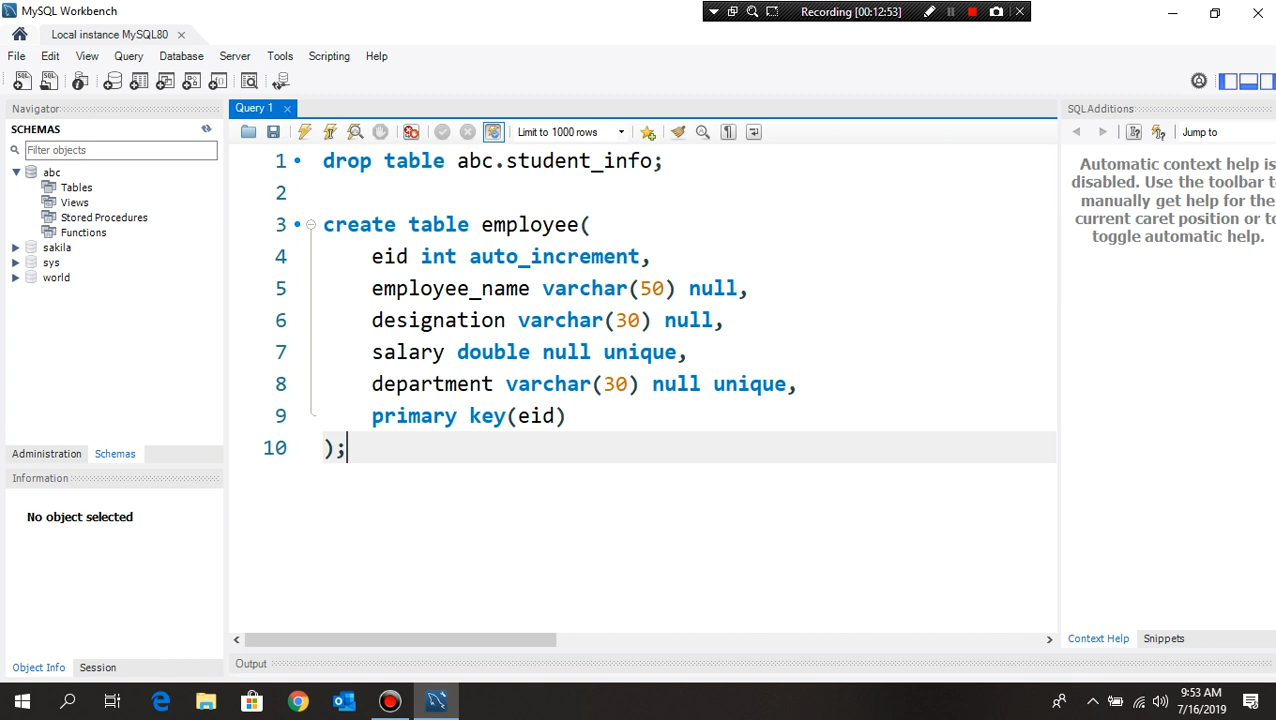 MySQL Workbench
Recording [00:12:53]
Local instance MySQL80
File Edit View Query Database Server Tools Scripting Help
Navigator
SCHEMAS
Filter objects
abc
Tables
Views
Stored Procedures
Functions
sakila
sys
world
Administration Schemas
Information
No object selected
Object Info Session
Query 1
Limit to 1000 rows
1 drop table abc.student_info;
2
3 create table employee(
4 eid int auto_increment,
5 employee_name varchar(50) null,
6 designation varchar(30) null,
7 salary double null unique,
8 department varchar(30) null unique,
9 primary key(eid)
10 );
Output
SQLAdditions
Jump to
Automatic context help is
disabled. Use the toolbar t
manually get help for the
current caret position or to
toggle automatic help.
Context Help Snippets
9:53 AM
7/16/2019